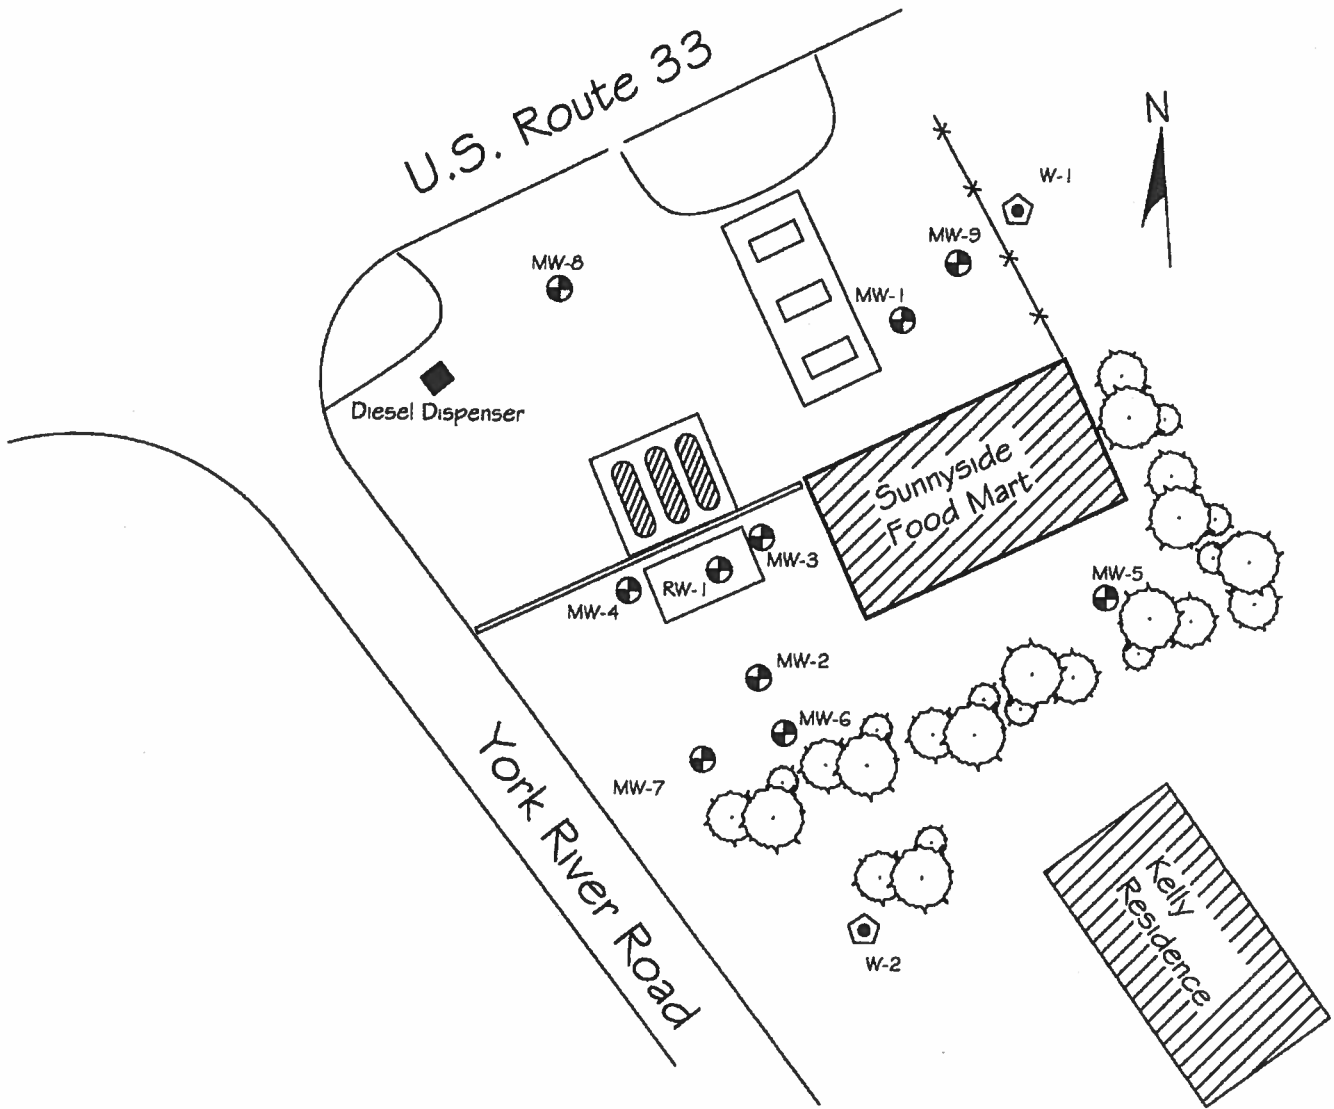 U.S. Route 33
N
W-1
MW-9
MW-8
MW-1
Diesel Dispenser
Sunnyside
Food Mart
MW-3
MW-5
RW-1
MW-4
MW-2
MW-6
MW-7
York River Road
Kelly
Residence
W-2